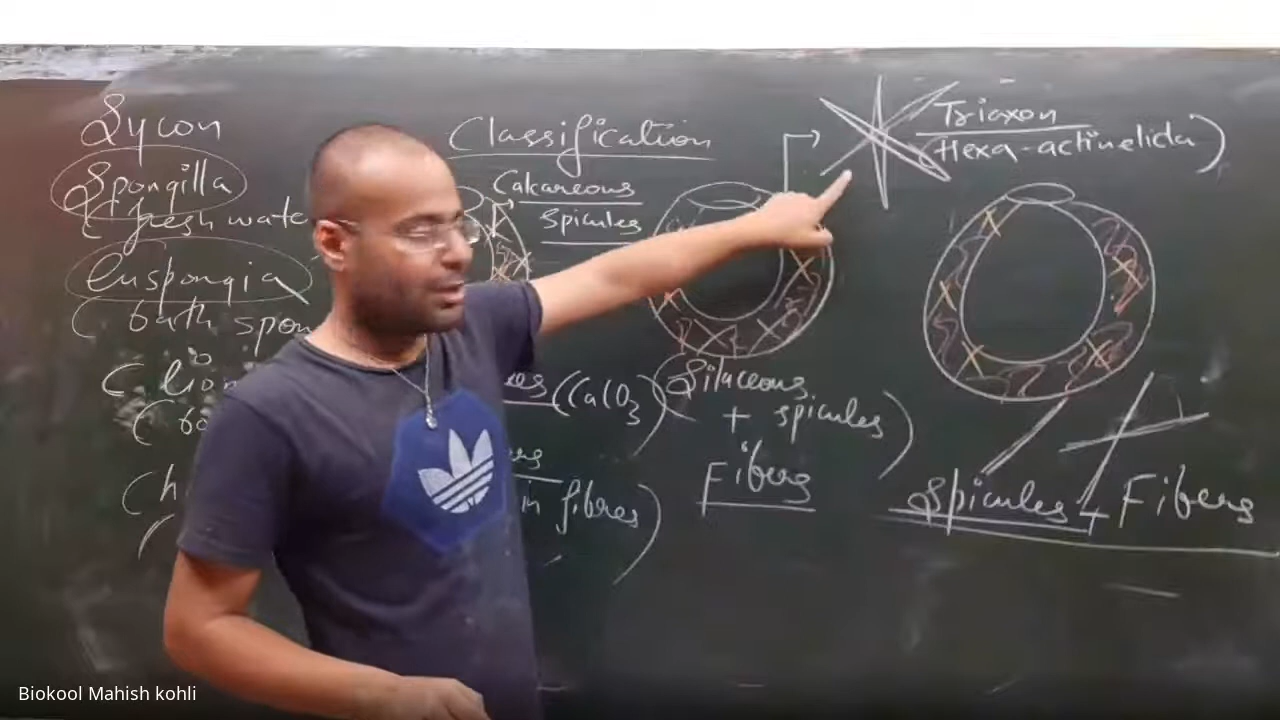 Sycon
Spongilla
( fresh wate
Euspongia
( bath spon
Classification
Calcareous
Spicules
Triaxon
(Hexa-actinelida)
(CaCO3)
in fibres)
(Silaceous
+ spicules)
Fibers
Spicules
Fibers
Biokool Mahish kohli